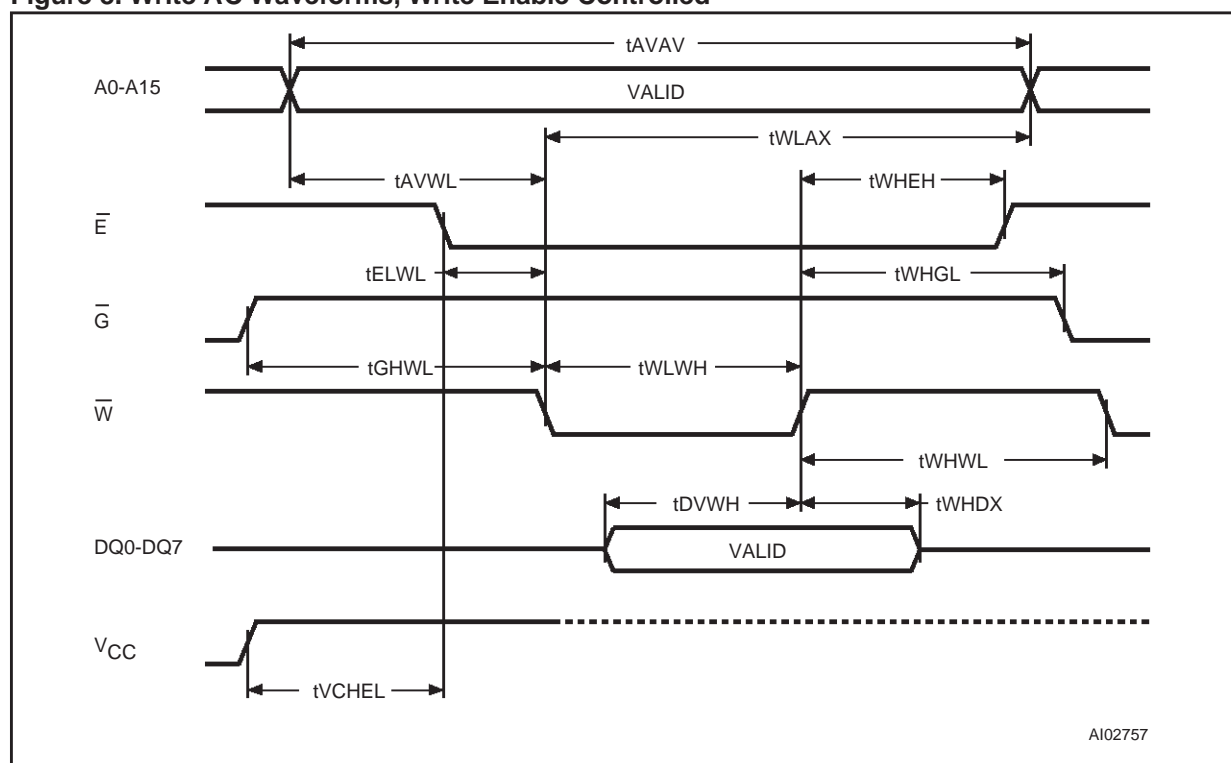 Figure 8. Write AC Waveforms, Write Enable Controlled
tAVAV
A0-A15
VALID
tWLAX
tAVWL
tWHEH
E
tELWL
tWHGL
G
tGHWL
tWLWH
W
tWHWL
tDVWH
tWHDX
DQ0-DQ7
VALID
VCC
tVCHEL
AI02757